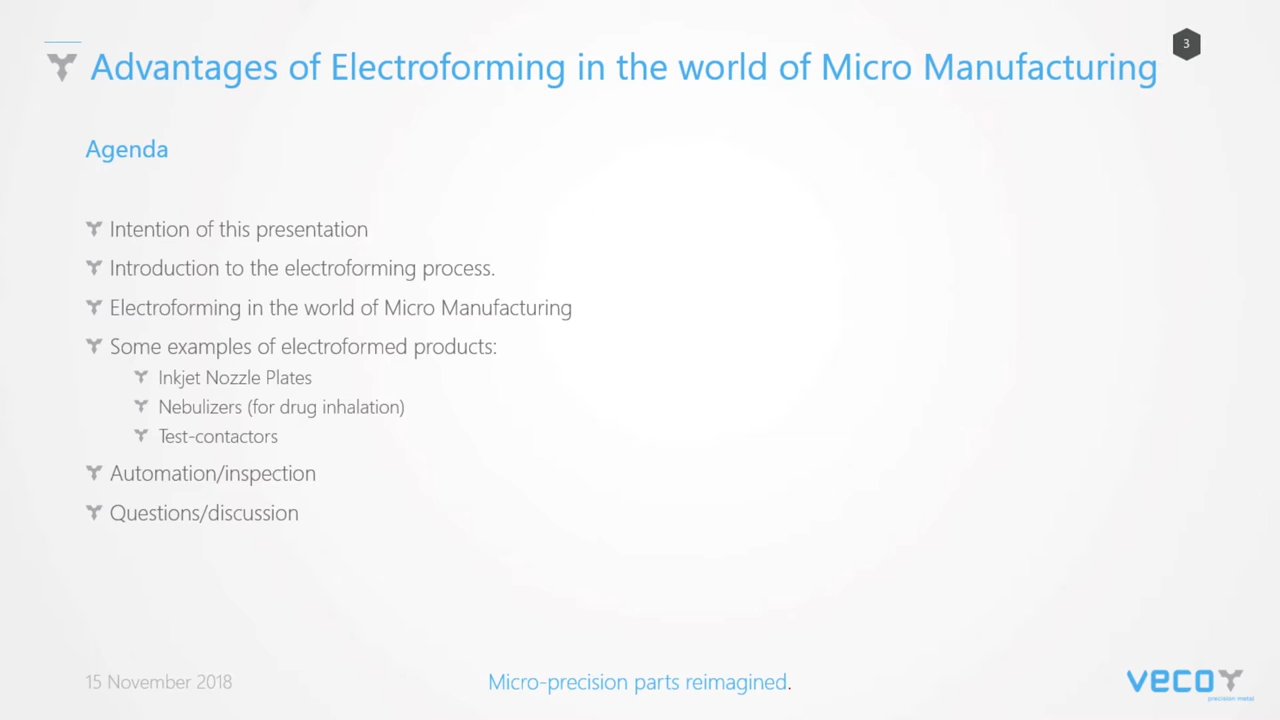 3
Advantages of Electroforming in the world of Micro Manufacturing
Agenda
Intention of this presentation
Introduction to the electroforming process.
Electroforming in the world of Micro Manufacturing
Some examples of electroformed products:
Inkjet Nozzle Plates
Nebulizers (for drug inhalation)
Test-contactors
Automation/inspection
Questions/discussion
15 November 2018
Micro-precision parts reimagined.
veco
precision metal